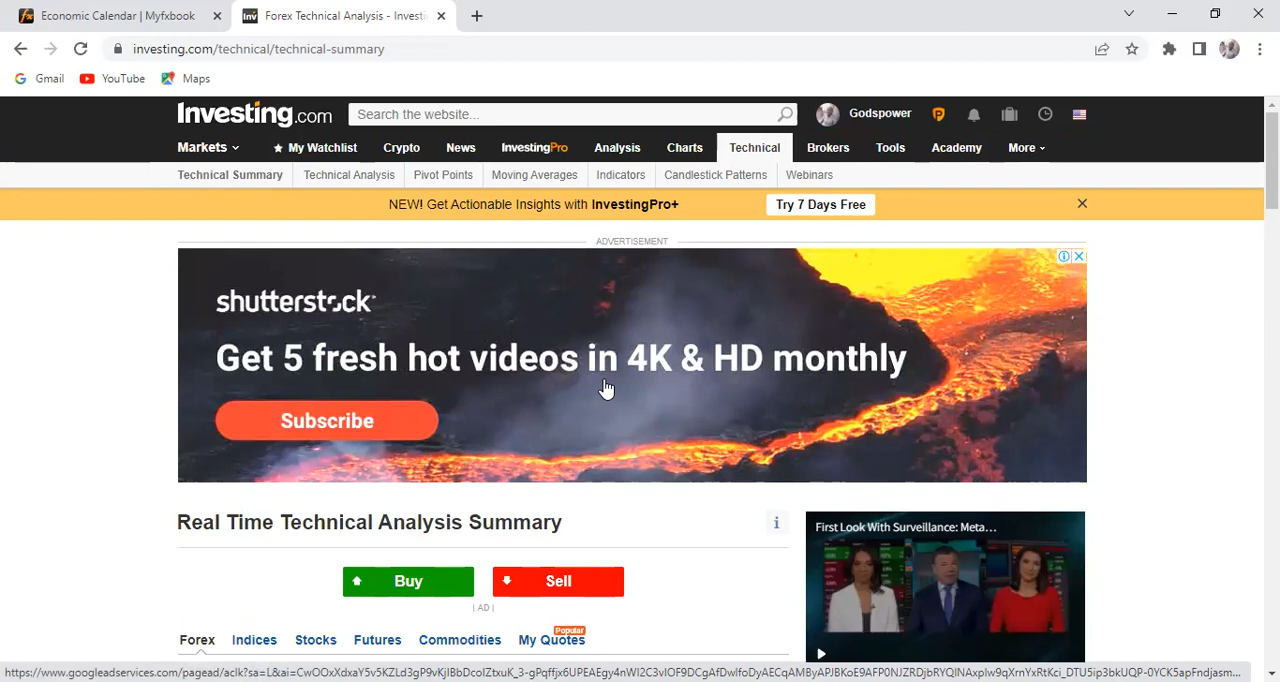 Economic Calendar | Myfxbook
Forex Technical Analysis - Investi
investing.com/technical/technical-summary
Gmail YouTube Maps
Investing.com
Search the website...
Godspower
Markets My Watchlist Crypto News InvestingPro Analysis Charts Technical Brokers Tools Academy More
Technical Summary Technical Analysis Pivot Points Moving Averages Indicators Candlestick Patterns Webinars
NEW! Get Actionable Insights with InvestingPro+ Try 7 Days Free
ADVERTISEMENT
shutterstock
Get 5 fresh hot videos in 4K & HD monthly
Subscribe
Real Time Technical Analysis Summary
First Look With Surveillance: Meta...
Buy Sell
| AD |
Popular
Forex Indices Stocks Futures Commodities My Quotes